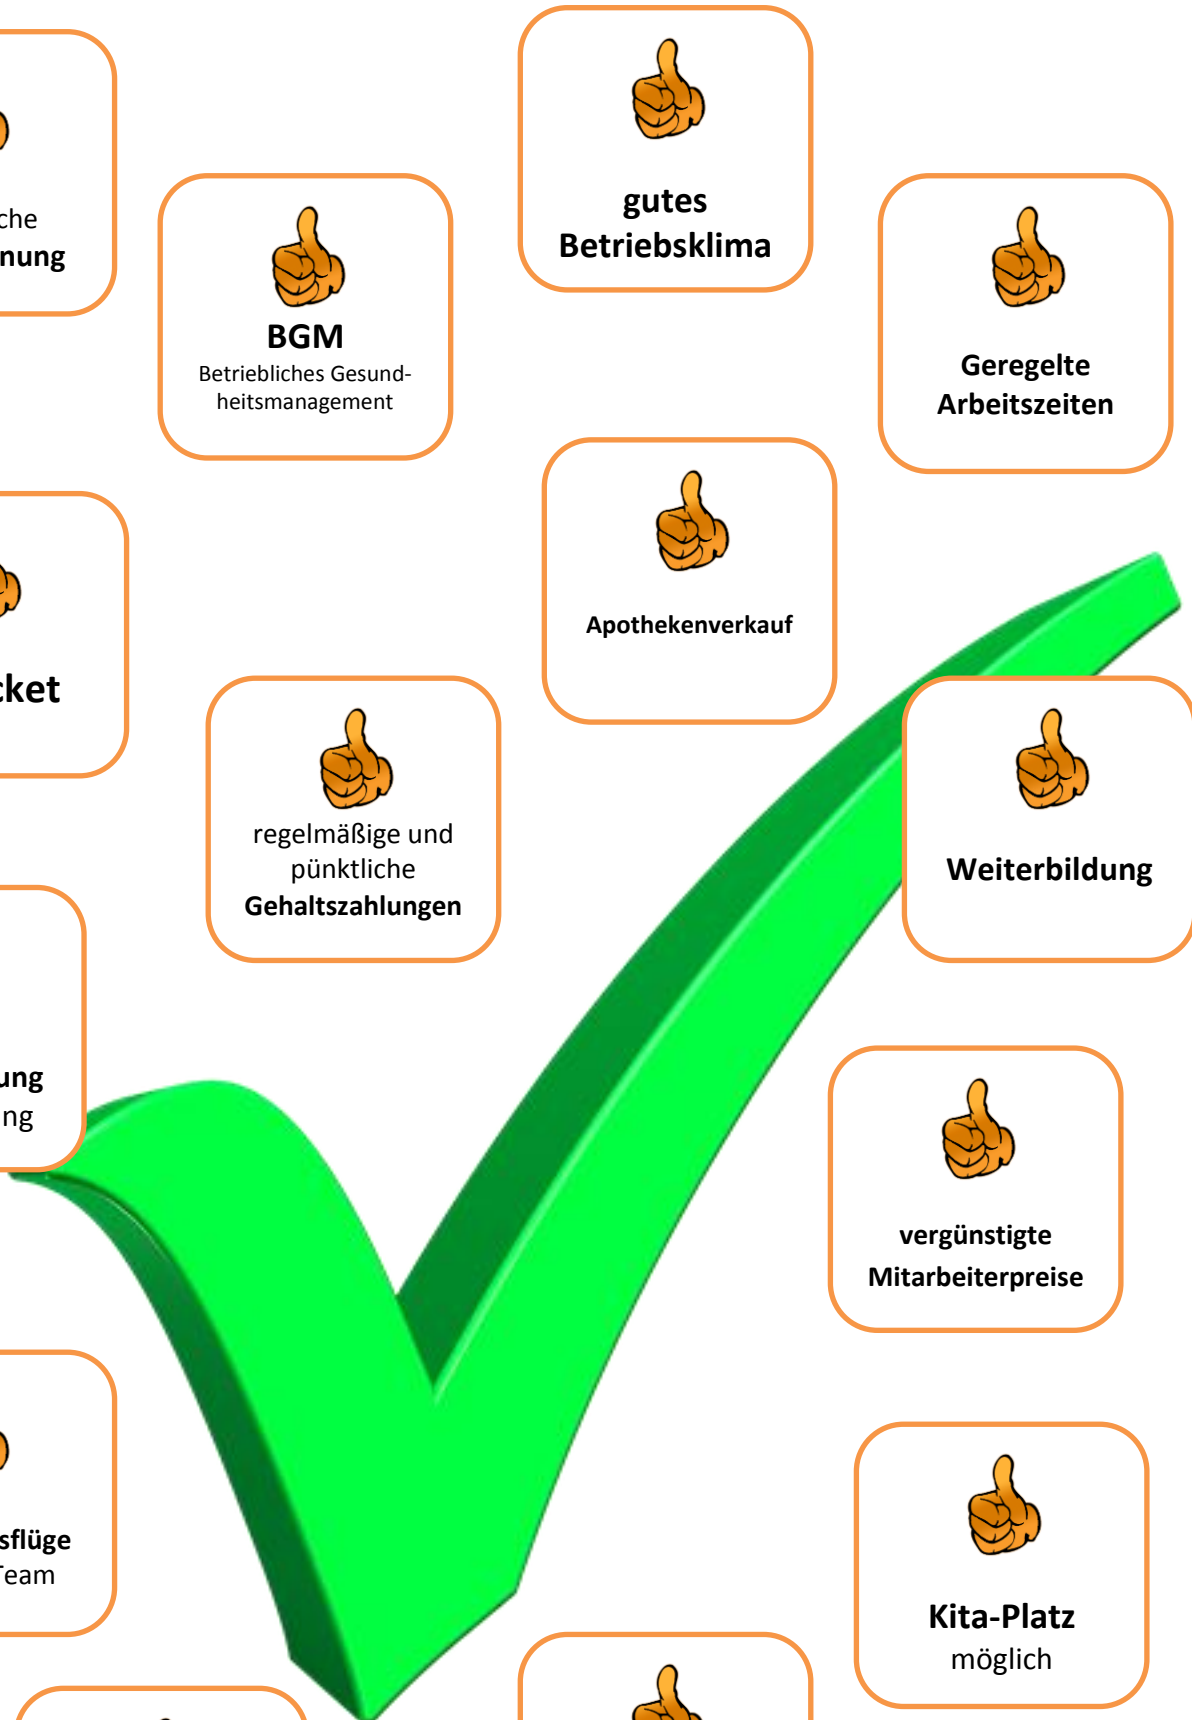 gutes
Betriebsklima
BGM
Betriebliches Gesund-
heitsmanagement
Geregelte
Arbeitszeiten
Apothekenverkauf
regelmäßige und
pünktliche
Gehaltszahlungen
Weiterbildung
vergünstigte
Mitarbeiterpreise
Team
Kita-Platz
möglich